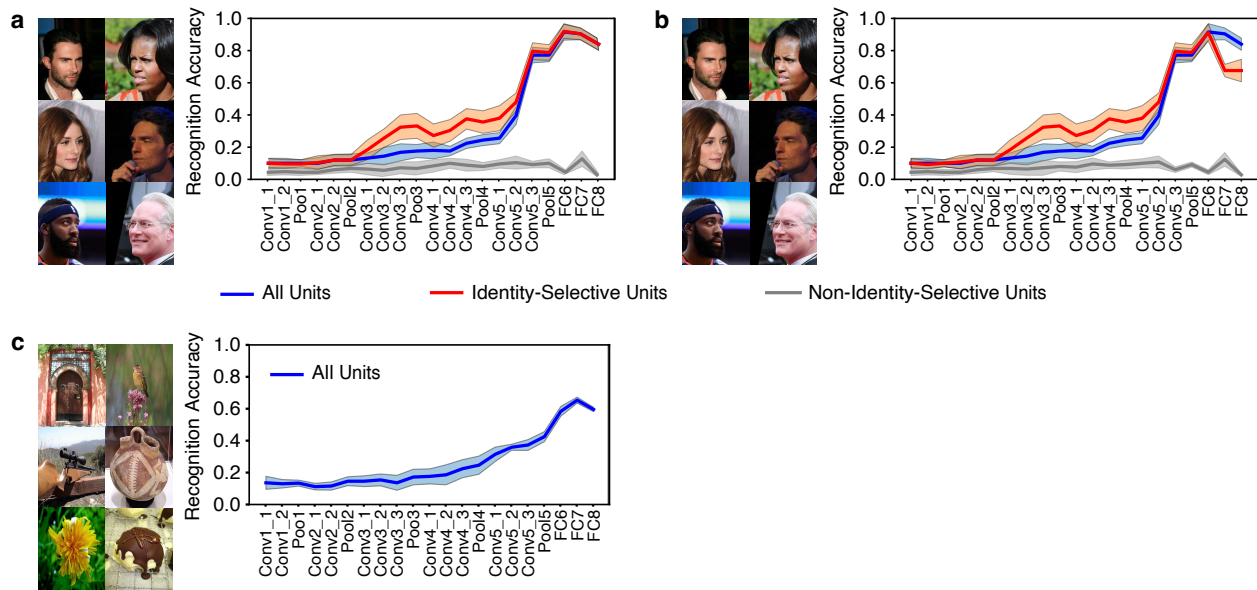 a
Recognition Accuracy
1.0
0.8
0.6
0.4
0.2
0.0
Conv1_1
Conv1_2
Poo1
Conv2_1
Conv2_2
Pool2
Conv3_1
Conv3_2
Conv3_3
Poo3
Conv4_1
Conv4_2
Conv4_3
Pool4
Conv5_1
Conv5_2
Conv5_3
Pool5
FC6
FC7
FC8
b
Recognition Accuracy
1.0
0.8
0.6
0.4
0.2
0.0
Conv1_1
Conv1_2
Poo1
Conv2_1
Conv2_2
Pool2
Conv3_1
Conv3_2
Conv3_3
Poo3
Conv4_1
Conv4_2
Conv4_3
Pool4
Conv5_1
Conv5_2
Conv5_3
Pool5
FC6
FC7
FC8
All Units
Identity-Selective Units
Non-Identity-Selective Units
c
Recognition Accuracy
1.0
0.8
0.6
0.4
0.2
0.0
All Units
Conv1_1
Conv1_2
Poo1
Conv2_1
Conv2_2
Pool2
Conv3_1
Conv3_2
Conv3_3
Poo3
Conv4_1
Conv4_2
Conv4_3
Pool4
Conv5_1
Conv5_2
Conv5_3
Pool5
FC6
FC7
FC8